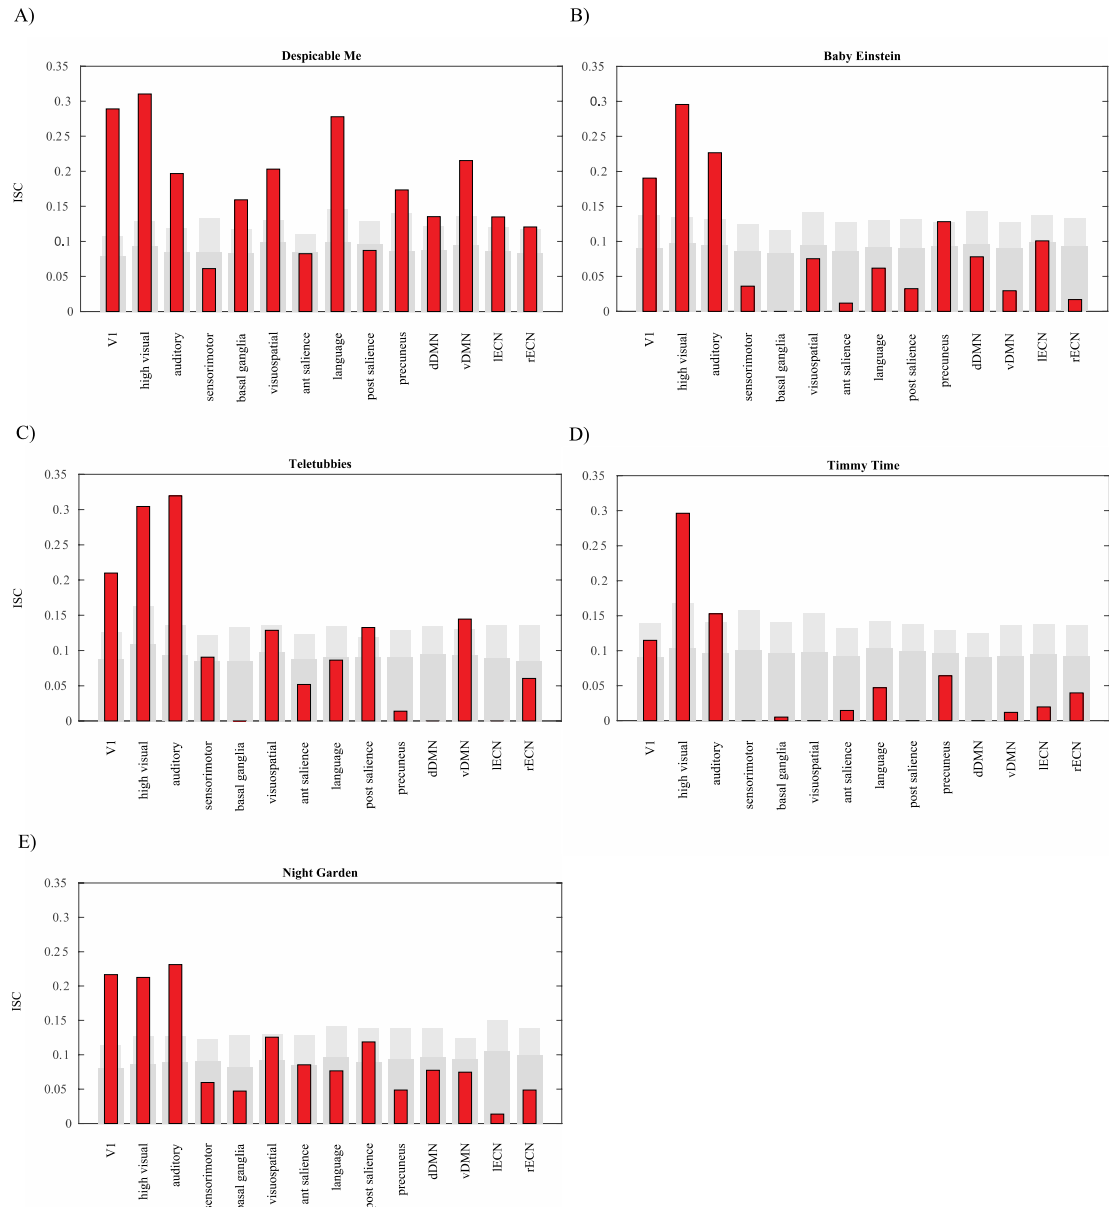 A)
Despicable Me
0.35
0.3
0.25
0.2
0.15
0.1
0.05
0
ISC
V1
high visual
auditory
sensorimotor
basal ganglia
visuospatial
ant salience
language
post salience
precuneus
dDMN
vDMN
lECN
rECN
B)
Baby Einstein
0.35
0.3
0.25
0.2
0.15
0.1
0.05
0
V1
high visual
auditory
sensorimotor
basal ganglia
visuospatial
ant salience
language
post salience
precuneus
dDMN
vDMN
lECN
rECN
C)
Teletubbies
0.35
0.3
0.25
0.2
0.15
0.1
0.05
0
ISC
V1
high visual
auditory
sensorimotor
basal ganglia
visuospatial
ant salience
language
post salience
precuneus
dDMN
vDMN
lECN
rECN
D)
Timmy Time
0.35
0.3
0.25
0.2
0.15
0.1
0.05
0
V1
high visual
auditory
sensorimotor
basal ganglia
visuospatial
ant salience
language
post salience
precuneus
dDMN
vDMN
lECN
rECN
E)
Night Garden
0.35
0.3
0.25
0.2
0.15
0.1
0.05
0
ISC
V1
high visual
auditory
sensorimotor
basal ganglia
visuospatial
ant salience
language
post salience
precuneus
dDMN
vDMN
lECN
rECN